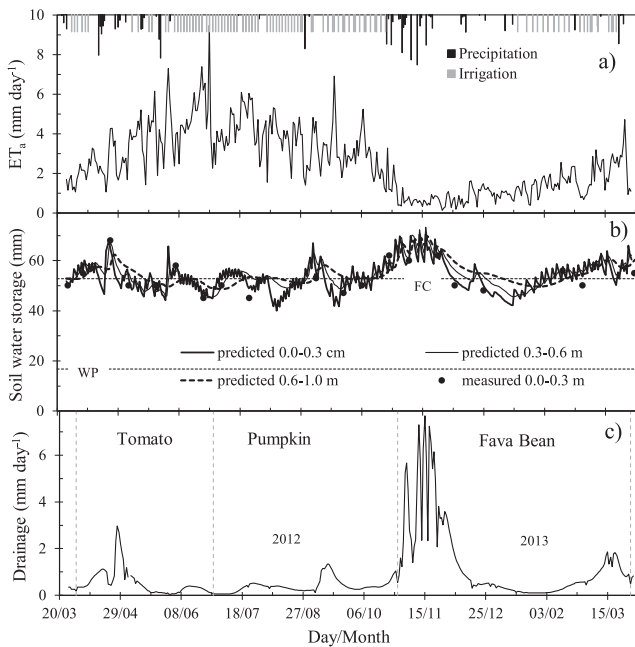 10
8
6
4
2
0
ETa (mm day-1)
Precipitation
Irrigation
a)
b)
60
40
20
0
Soil water storage (mm)
FC
predicted 0.0-0.3 cm
predicted 0.3-0.6 m
WP
predicted 0.6-1.0 m
measured 0.0-0.3 m
c)
Tomato
Pumpkin
Fava Bean
6
4
2
0
Drainage (mm day-1)
2012
2013
20/03 29/04 08/06 18/07 27/08 06/10 15/11 25/12 03/02 15/03
Day/Month